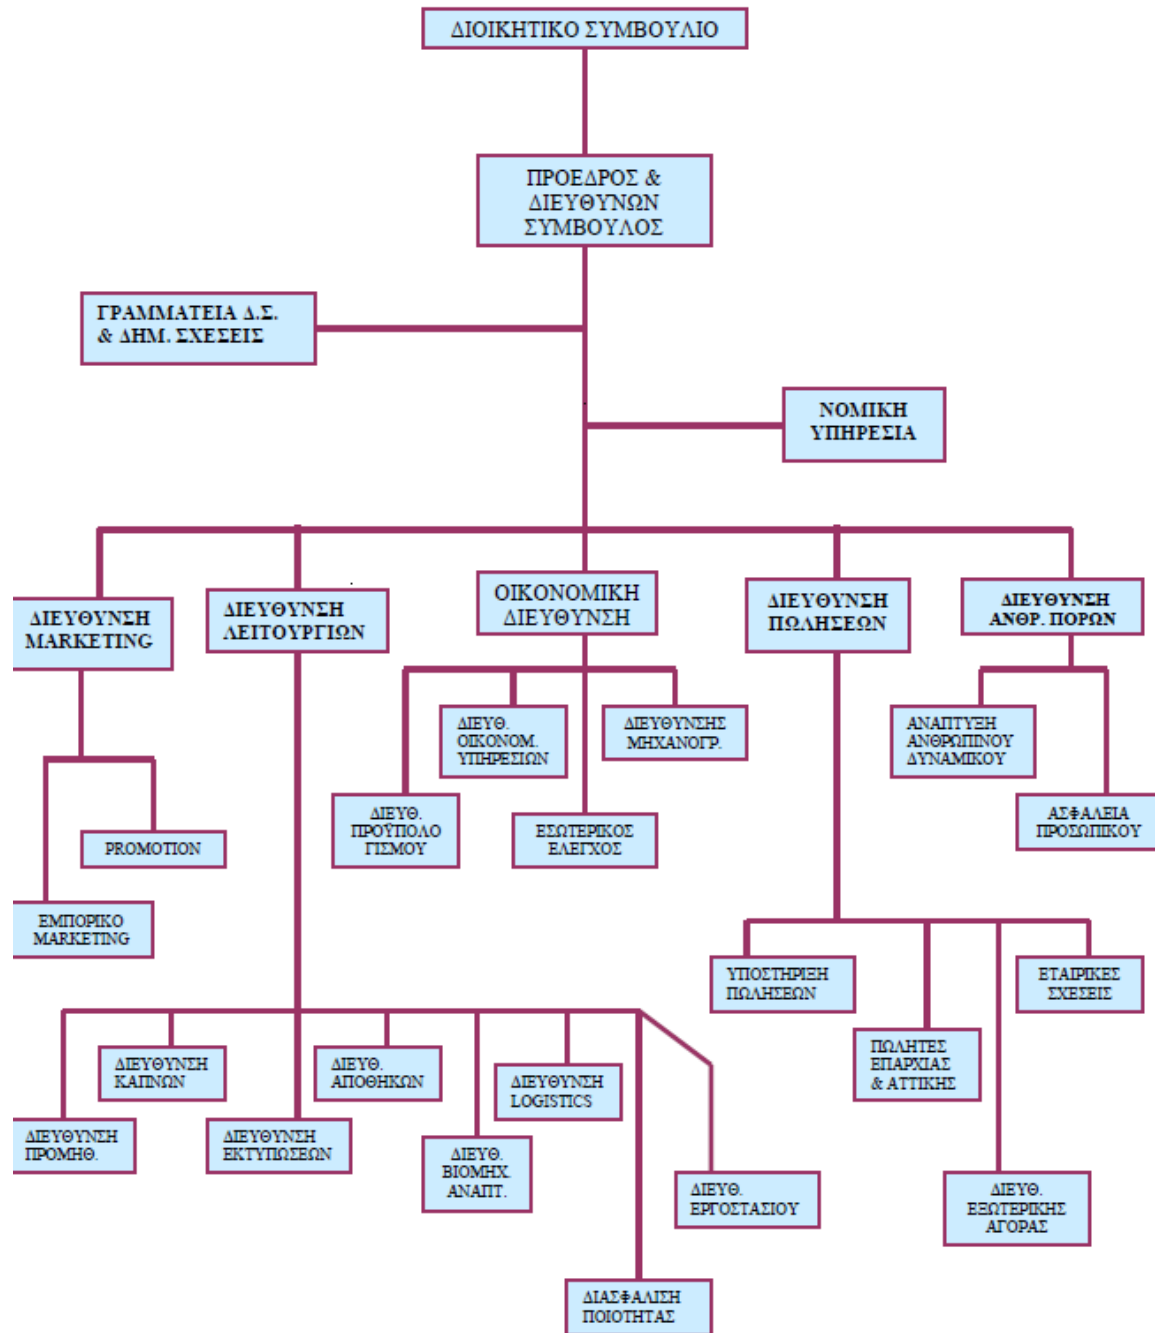 ΔΙΟΙΚΗΤΙΚΟ ΣΥΜΒΟΥΛΙΟ
ΠΡΟΕΔΡΟΣ &
ΔΙΕΥΘΥΝΩΝ
ΣΥΜΒΟΥΛΟΣ
ΓΡΑΜΜΑΤΕΙΑ Δ.Σ.
& ΔΗΜ. ΣΧΕΣΕΙΣ
ΝΟΜΙΚΗ
ΥΠΗΡΕΣΙΑ
ΔΙΕΥΘΥΝΣΗ
MARKETING
ΔΙΕΥΘΥΝΣΗ
ΛΕΙΤΟΥΡΓΙΩΝ
ΟΙΚΟΝΟΜΙΚΗ
ΔΙΕΥΘΥΝΣΗ
ΔΙΕΥΘΥΝΣΗ
ΠΩΛΗΣΕΩΝ
ΔΙΕΥΘΥΝΣΗ
ΑΝΘΡ. ΠΟΡΩΝ
ΔΙΕΥΘ.
ΟΙΚΟΝΟΜ.
ΥΠΗΡΕΣΙΩΝ
ΔΙΕΥΘΥΝΣΗΣ
ΜΗΧΑΝΟΓΡ.
ΑΝΑΠΤΥΞΗ
ΑΝΘΡΩΠΙΝΟΥ
ΔΥΝΑΜΙΚΟΥ
ΔΙΕΥΘ.
ΠΡΟΫΠΟΛΟ
ΓΙΣΜΟΥ
ΕΣΩΤΕΡΙΚΟΣ
ΕΛΕΓΧΟΣ
ΑΣΦΑΛΕΙΑ
ΠΡΟΣΩΠΙΚΟΥ
PROMOTION
ΕΜΠΟΡΙΚΟ
MARKETING
ΥΠΟΣΤΗΡΙΞΗ
ΠΩΛΗΣΕΩΝ
ΕΤΑΙΡΙΚΕΣ
ΣΧΕΣΕΙΣ
ΠΩΛΗΤΕΣ
ΕΠΑΡΧΙΑΣ
& ΑΤΤΙΚΗΣ
ΔΙΕΥΘΥΝΣΗ
ΚΑΠΝΩΝ
ΔΙΕΥΘ.
ΑΠΟΘΗΚΩΝ
ΔΙΕΥΘΥΝΣΗ
LOGISTICS
ΔΙΕΥΘΥΝΣΗ
ΠΡΟΜΗΘ.
ΔΙΕΥΘΥΝΣΗ
ΕΚΤΥΠΩΣΕΩΝ
ΔΙΕΥΘ.
ΒΙΟΜΗΧ.
ΑΝΑΠΤ.
ΔΙΕΥΘ.
ΕΡΓΟΣΤΑΣΙΟΥ
ΔΙΕΥΘ.
ΕΞΩΤΕΡΙΚΗΣ
ΑΓΟΡΑΣ
ΔΙΑΣΦΑΛΙΣΗ
ΠΟΙΟΤΗΤΑΣ